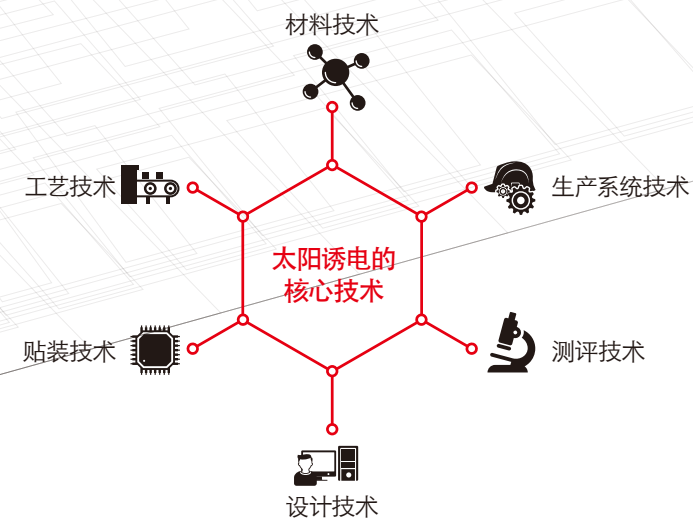 材料技术
工艺技术
生产系统技术
太阳诱电的
核心技术
贴装技术
测评技术
设计技术